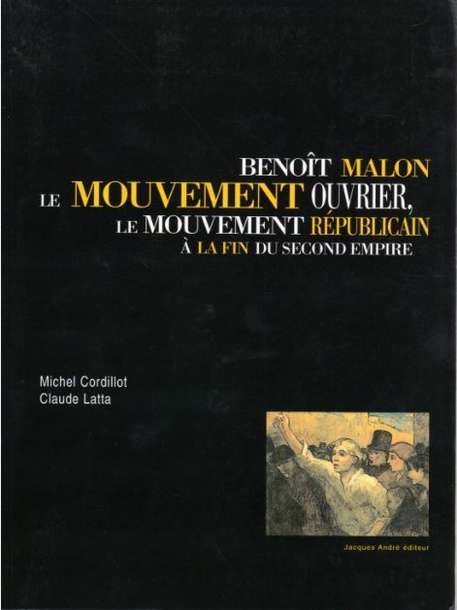 BENOÎT MALON
LE MOUVEMENT OUVRIER,
LE MOUVEMENT RÉPUBLICAIN
À LA FIN DU SECOND EMPIRE
Michel Cordillot
Claude Latta
Jacques André éditeur